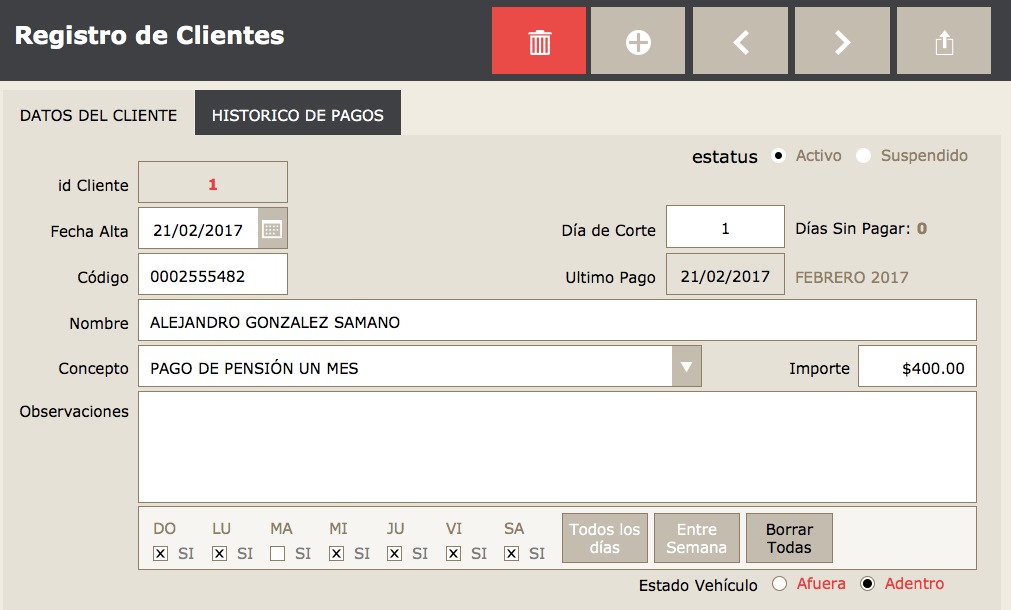 Registro de Clientes
DATOS DEL CLIENTE
HISTORICO DE PAGOS
estatus Activo Suspendido
id Cliente 1
Fecha Alta 21/02/2017
Día de Corte 1 Días Sin Pagar: 0
Código 0002555482
Ultimo Pago 21/02/2017 FEBRERO 2017
Nombre ALEJANDRO GONZALEZ SAMANO
Concepto PAGO DE PENSIÓN UN MES
Importe $400.00
Observaciones
DO LU MA MI JU VI SA
SI SI SI SI SI SI SI
Todos los
días
Entre
Semana
Borrar
Todas
Estado Vehículo Afuera Adentro